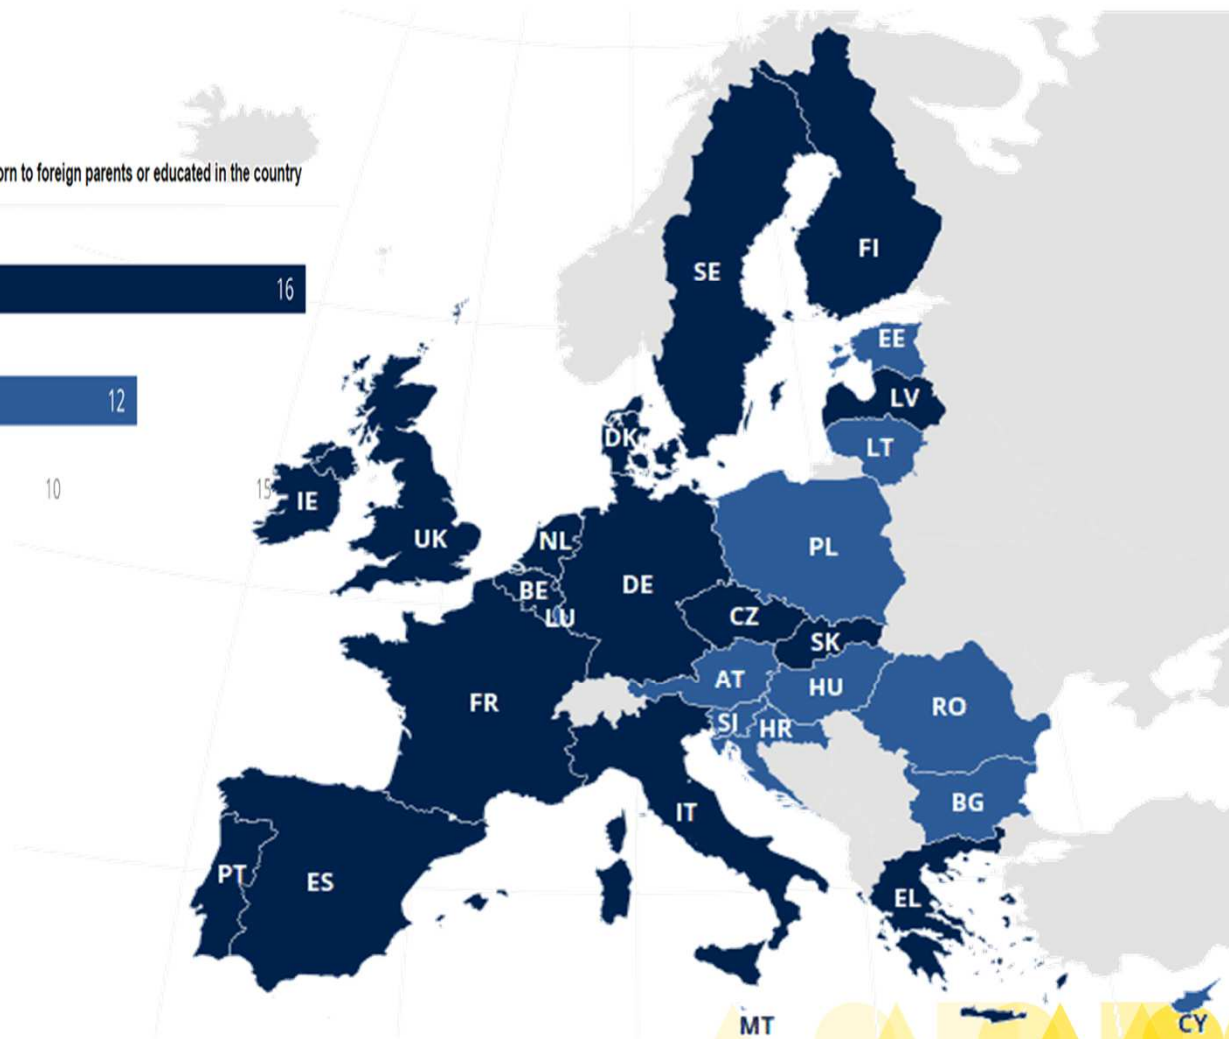 orn to foreign parents or educated in the country
16
12
10
15
FI
SE
EE
LV
LT
DK
IE
UK
NL
PL
DE
BE
LU
CZ
SK
AT
HU
FR
RO
SI
HR
BG
IT
PT
ES
EL
MT
CY